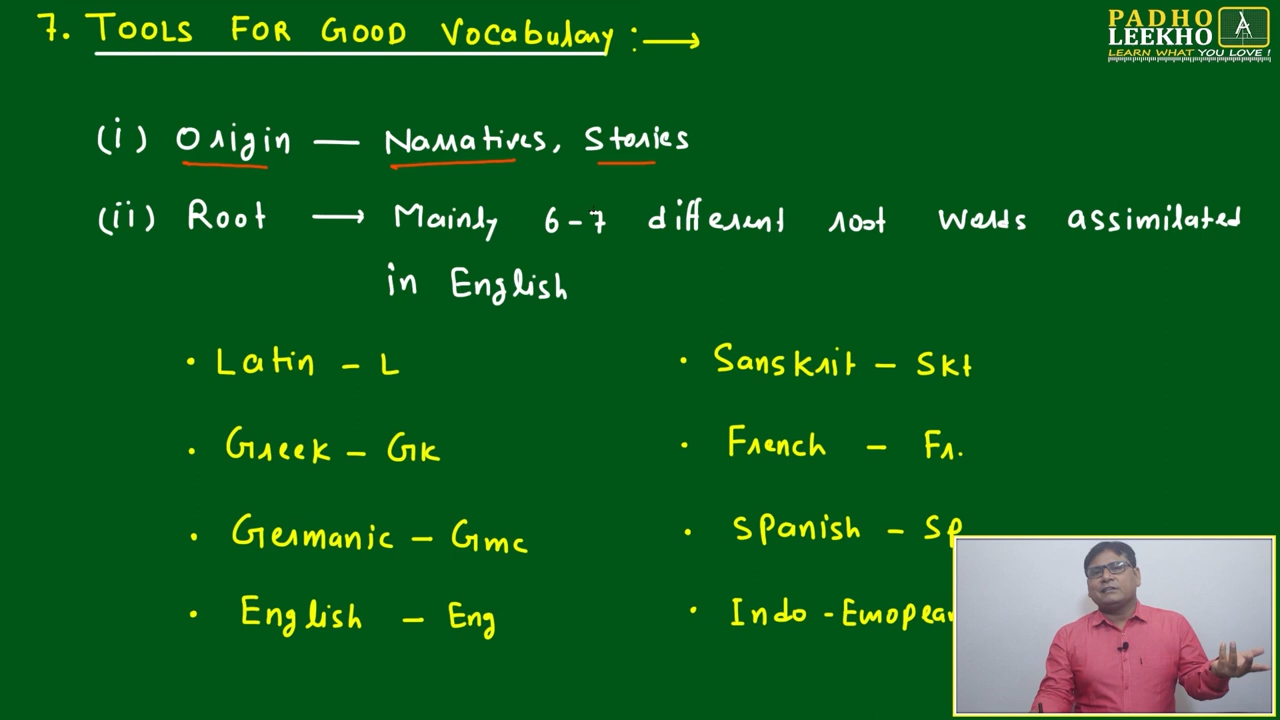 7. TOOLS FOR GOOD VOCABULARY :→
PADHO
LEEKHO
LEARN WHAT YOU LOVE !
(i) Origin — Narratives, Stories
(ii) Root → Mainly 6-7 different root words assimilated
in English
• Latin - L
• Sanskrit - Skt
• Greek - GK
• French - Fr.
• Germanic - Gmc
• Spanish - Sp
• English - Eng
• Indo-European